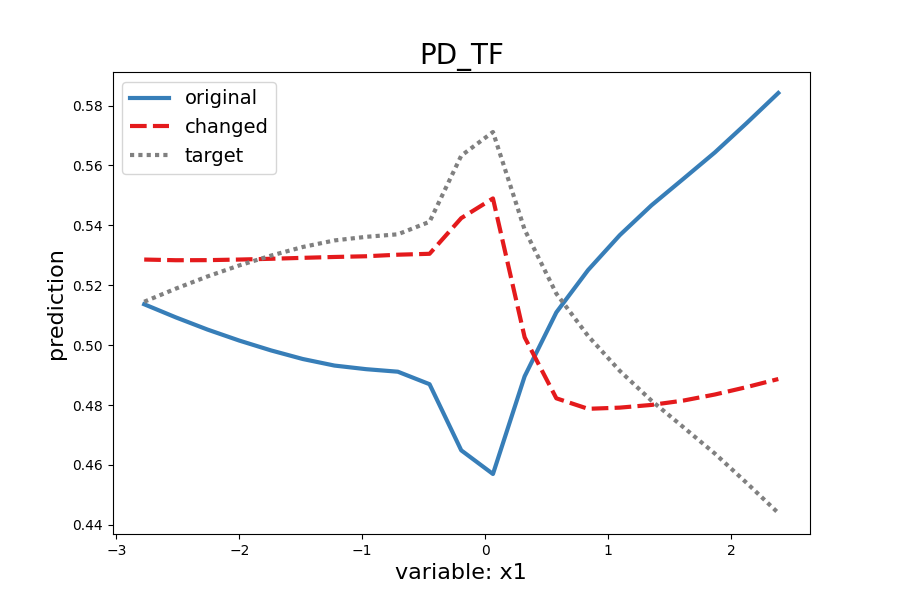 PD_TF
original
changed
target
prediction
0.58
0.56
0.54
0.52
0.50
0.48
0.46
0.44
−3
−2
−1
0
1
2
variable: x1